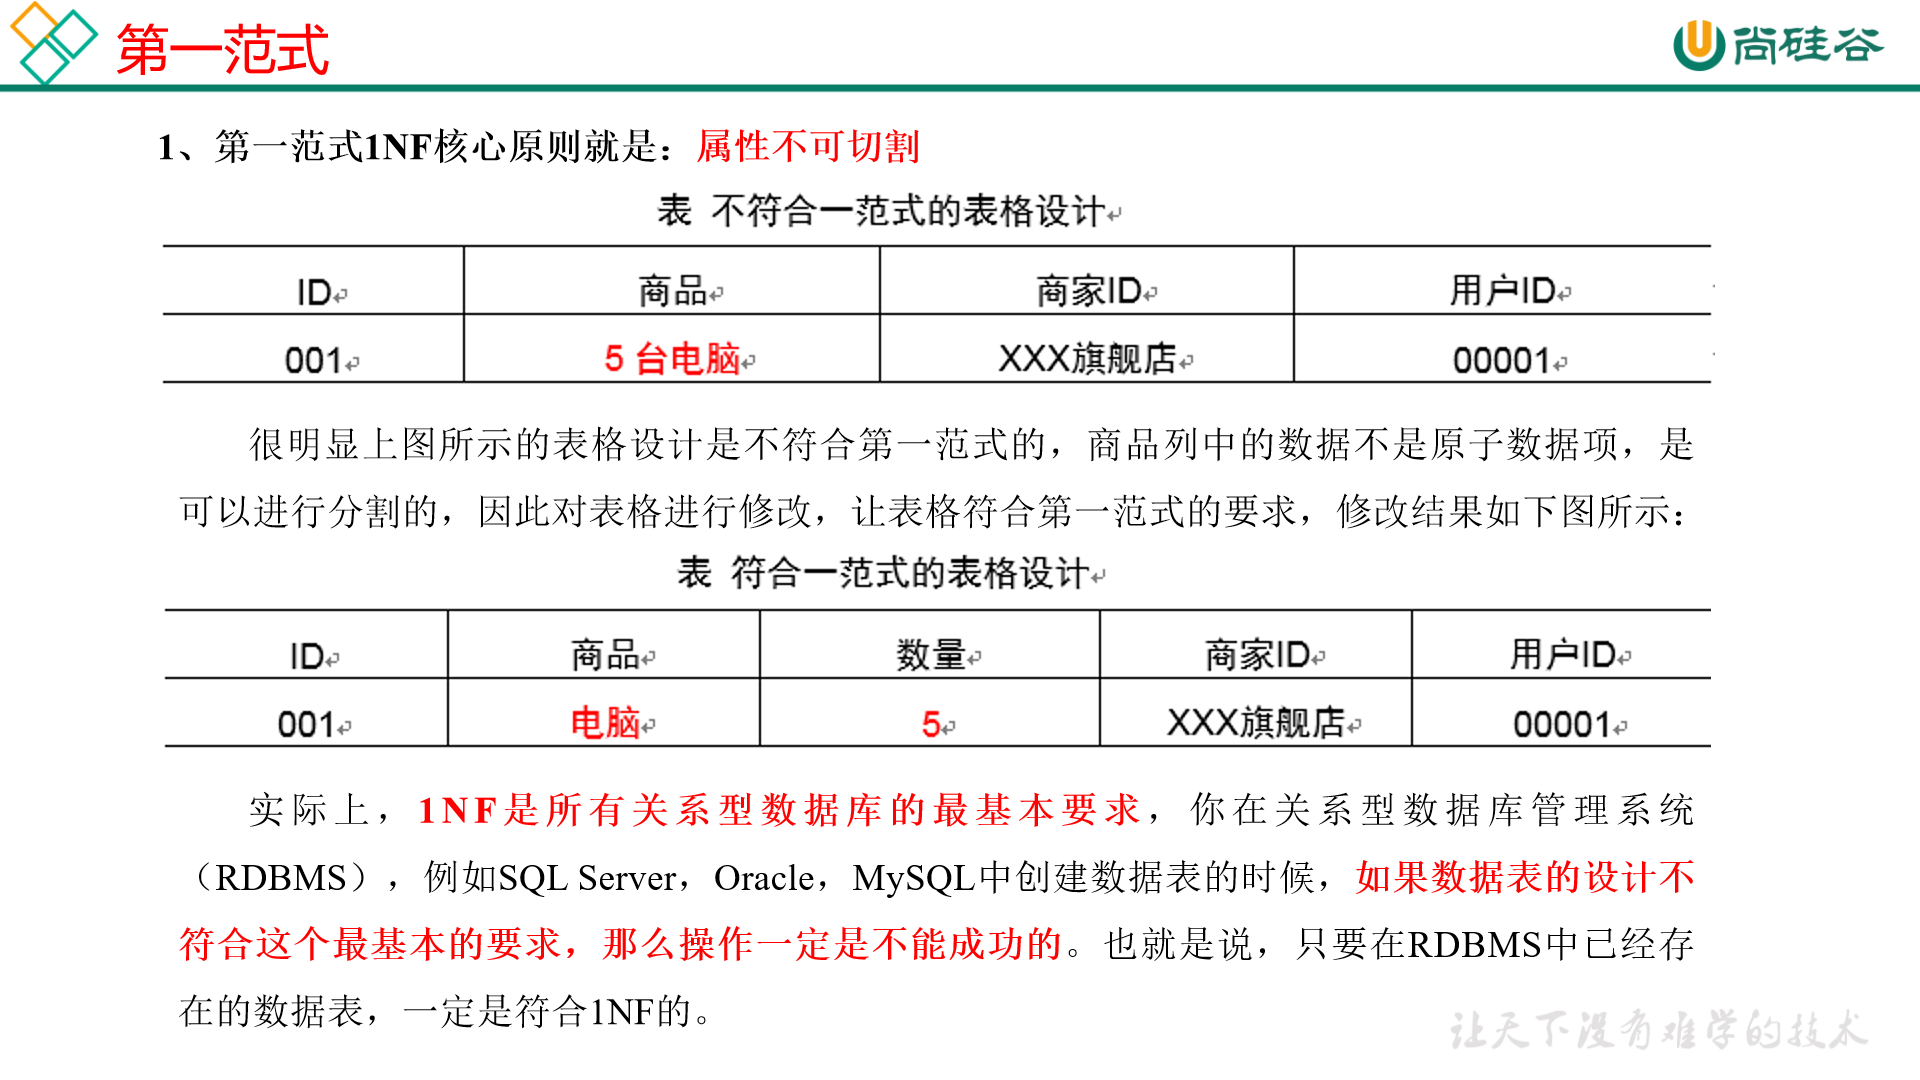 第一范式
尚硅谷
1、第一范式1NF核心原则就是：属性不可切割
表 不符合一范式的表格设计
ID 商品 商家ID 用户ID
001 5 台电脑 XXX旗舰店 00001
很明显上图所示的表格设计是不符合第一范式的，商品列中的数据不是原子数据项，是
可以进行分割的，因此对表格进行修改，让表格符合第一范式的要求，修改结果如下图所示：
表 符合一范式的表格设计
ID 商品 数量 商家ID 用户ID
001 电脑 5 XXX旗舰店 00001
实际上，1NF是所有关系型数据库的最基本要求，你在关系型数据库管理系统
（RDBMS），例如SQL Server，Oracle，MySQL中创建数据表的时候，如果数据表的设计不
符合这个最基本的要求，那么操作一定是不能成功的。也就是说，只要在RDBMS中已经存
在的数据表，一定是符合1NF的。
让天下没有难学的技术